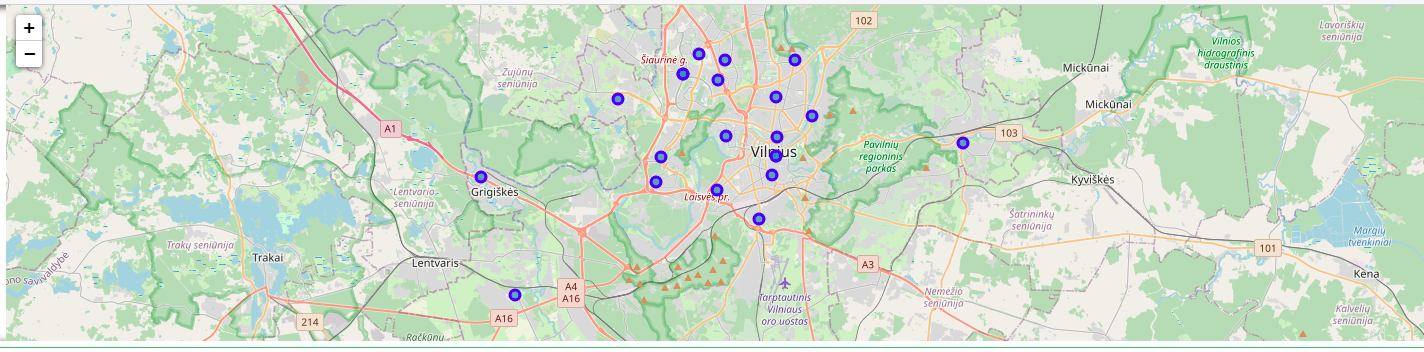 +
−
102
Lavoriškių
seniūnija
Vilnios
hidrografinis
draustinis
Šiaurinė g.
Zujūnų
seniūnija
Mickūnai
Mickūnai
A1
103
Vilnius
Pavilnių
regioninis
parkas
Kyviškės
Lentvario
seniūnija
Grigiškės
Laisvės pr.
Šatrininkų
seniūnija
Margių
tvenkiniai
Trakų seniūnija
Trakai
Lentvaris
101
A3
Kena
ono savivaldybė
A4
A16
Tarptautinis
Vilniaus
oro uostas
Nemėžio
seniūnija
214
A16
Kalvelių
seniūnija
Račkūnų